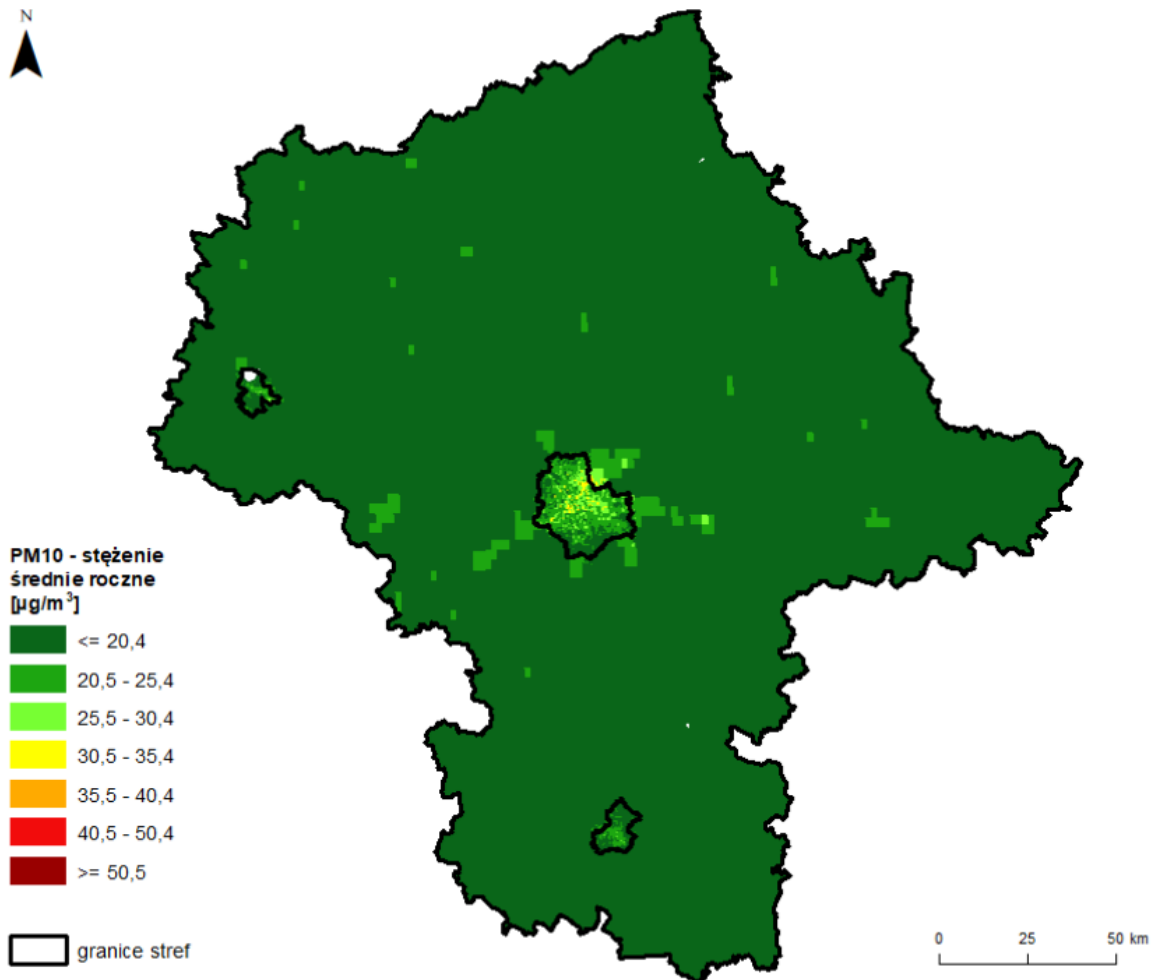 N
PM10 - stężenie
średnie roczne
[µg/m³]
<= 20,4
20,5 - 25,4
25,5 - 30,4
30,5 - 35,4
35,5 - 40,4
40,5 - 50,4
>= 50,5
granice stref
0 25 50 km